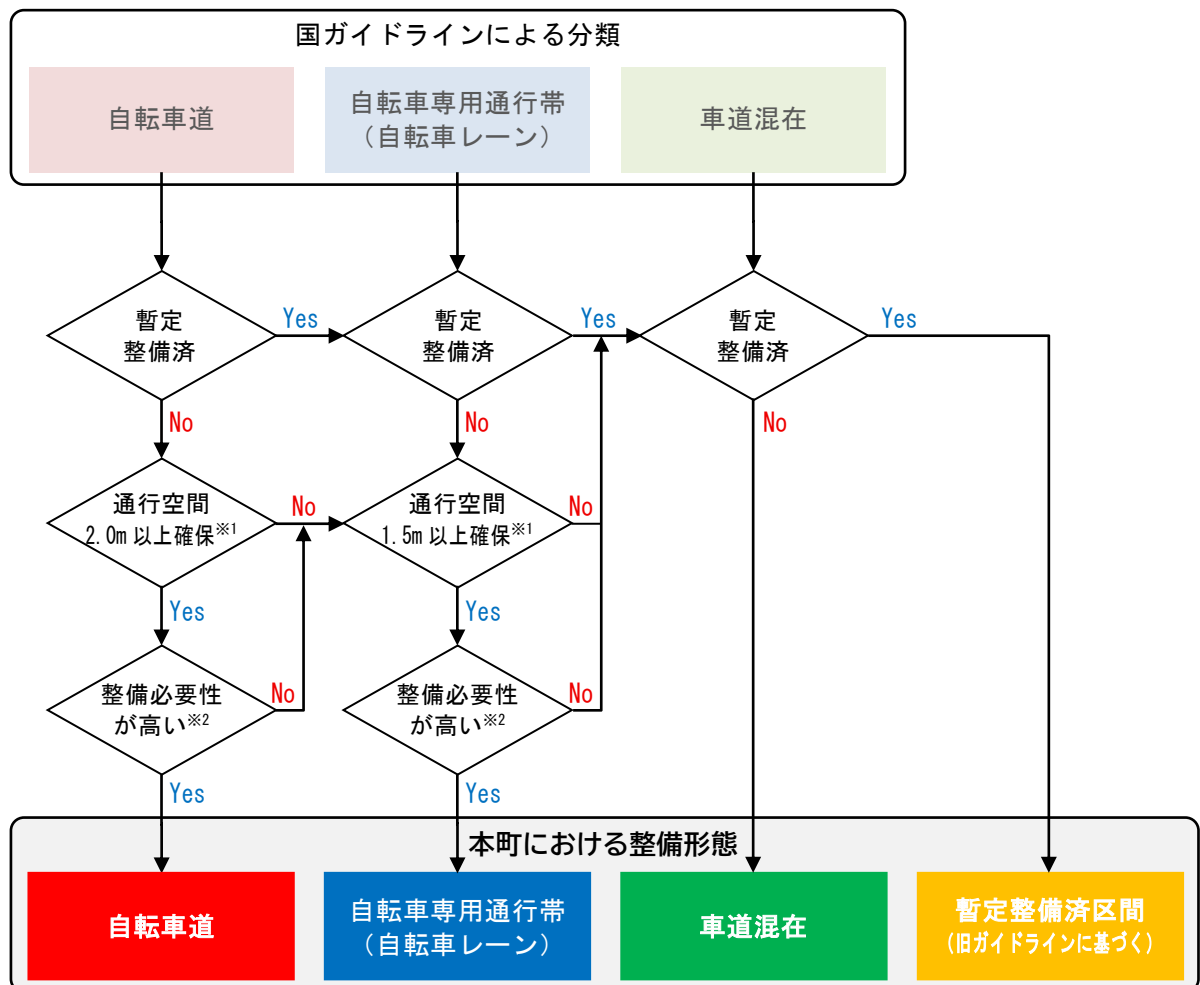 国ガイドラインによる分類
自転車道
自転車専用通行帯
（自転車レーン）
車道混在
暫定
整備済
Yes
暫定
整備済
Yes
暫定
整備済
Yes
No
No
No
通行空間
2.0m 以上確保※1
No
通行空間
1.5m 以上確保※1
No
Yes
Yes
整備必要性
が高い※2
No
整備必要性
が高い※2
No
Yes
Yes
本町における整備形態
自転車道
自転車専用通行帯
（自転車レーン）
車道混在
暫定整備済区間
（旧ガイドラインに基づく）